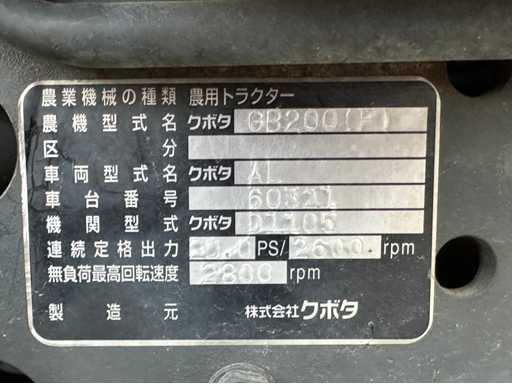 農業機械の種類 農用トラクター
農機型式名 クボタ GB200(F)
区分
車両型式名 クボタ AL
車台番号 60321
機関型式 クボタ D1105
連続定格出力 20.0 PS/ 2600. rpm
無負荷最高回転速度 2800 rpm
製造元 株式会社クボタ